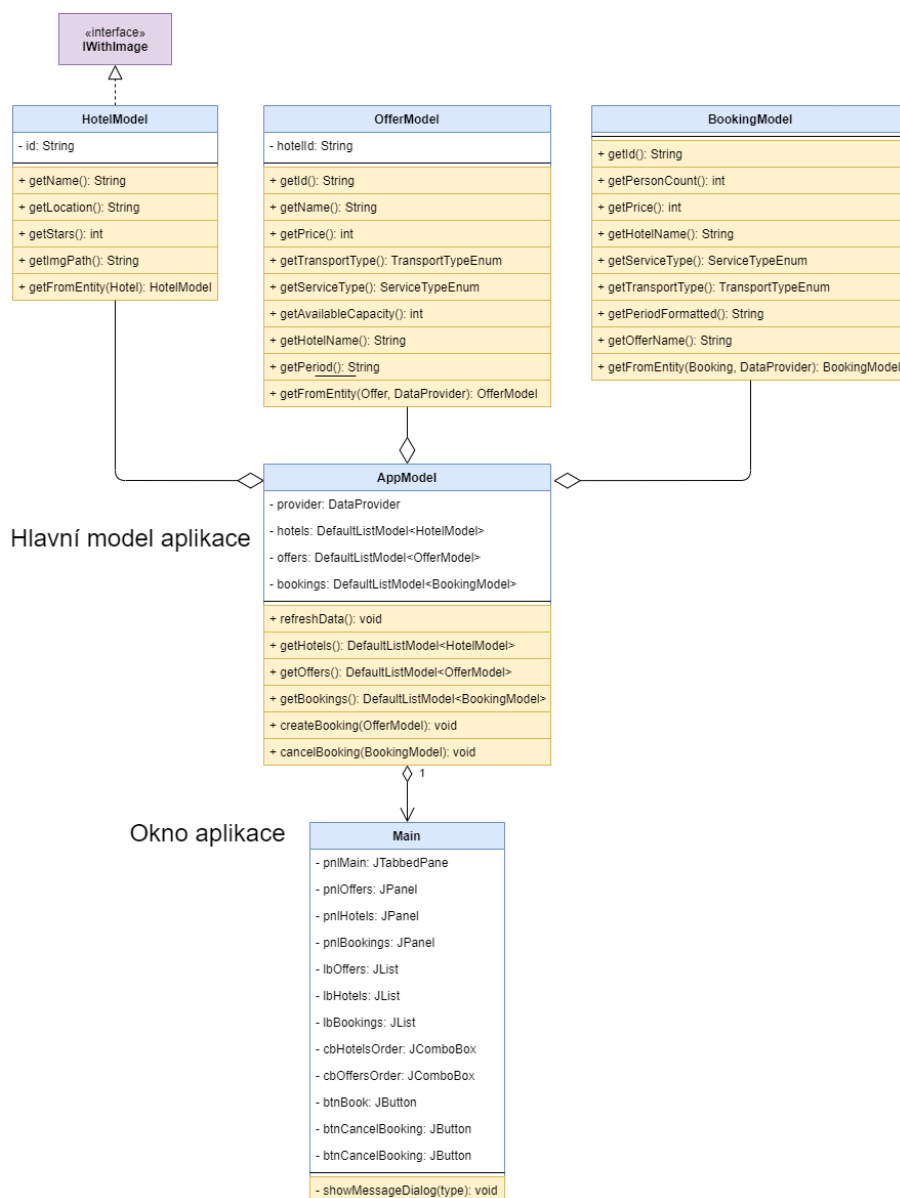 «interface»
IWithImage
HotelModel
- id: String
+ getName(): String
+ getLocation(): String
+ getStars(): int
+ getImgPath(): String
+ getFromEntity(Hotel): HotelModel
OfferModel
- hotelId: String
+ getId(): String
+ getName(): String
+ getPrice(): int
+ getTransportType(): TransportTypeEnum
+ getServiceType(): ServiceTypeEnum
+ getAvailableCapacity(): int
+ getHotelName(): String
+ getPeriod(): String
+ getFromEntity(Offer, DataProvider): OfferModel
BookingModel
+ getId(): String
+ getPersonCount(): int
+ getPrice(): int
+ getHotelName(): String
+ getServiceType(): ServiceTypeEnum
+ getTransportType(): TransportTypeEnum
+ getPeriodFormatted(): String
+ getOfferName(): String
+ getFromEntity(Booking, DataProvider): BookingModel
Hlavní model aplikace
AppModel
- provider: DataProvider
- hotels: DefaultListModel<HotelModel>
- offers: DefaultListModel<OfferModel>
- bookings: DefaultListModel<BookingModel>
+ refreshData(): void
+ getHotels(): DefaultListModel<HotelModel>
+ getOffers(): DefaultListModel<OfferModel>
+ getBookings(): DefaultListModel<BookingModel>
+ createBooking(OfferModel): void
+ cancelBooking(BookingModel): void
1
Okno aplikace
Main
- pnlMain: JTabbedPane
- pnlOffers: JPanel
- pnlHotels: JPanel
- pnlBookings: JPanel
- lbOffers: JList
- lbHotels: JList
- lbBookings: JList
- cbHotelsOrder: JComboBox
- cbOffersOrder: JComboBox
- btnBook: JButton
- btnCancelBooking: JButton
- btnCancelBooking: JButton
- showMessageDialog(type): void